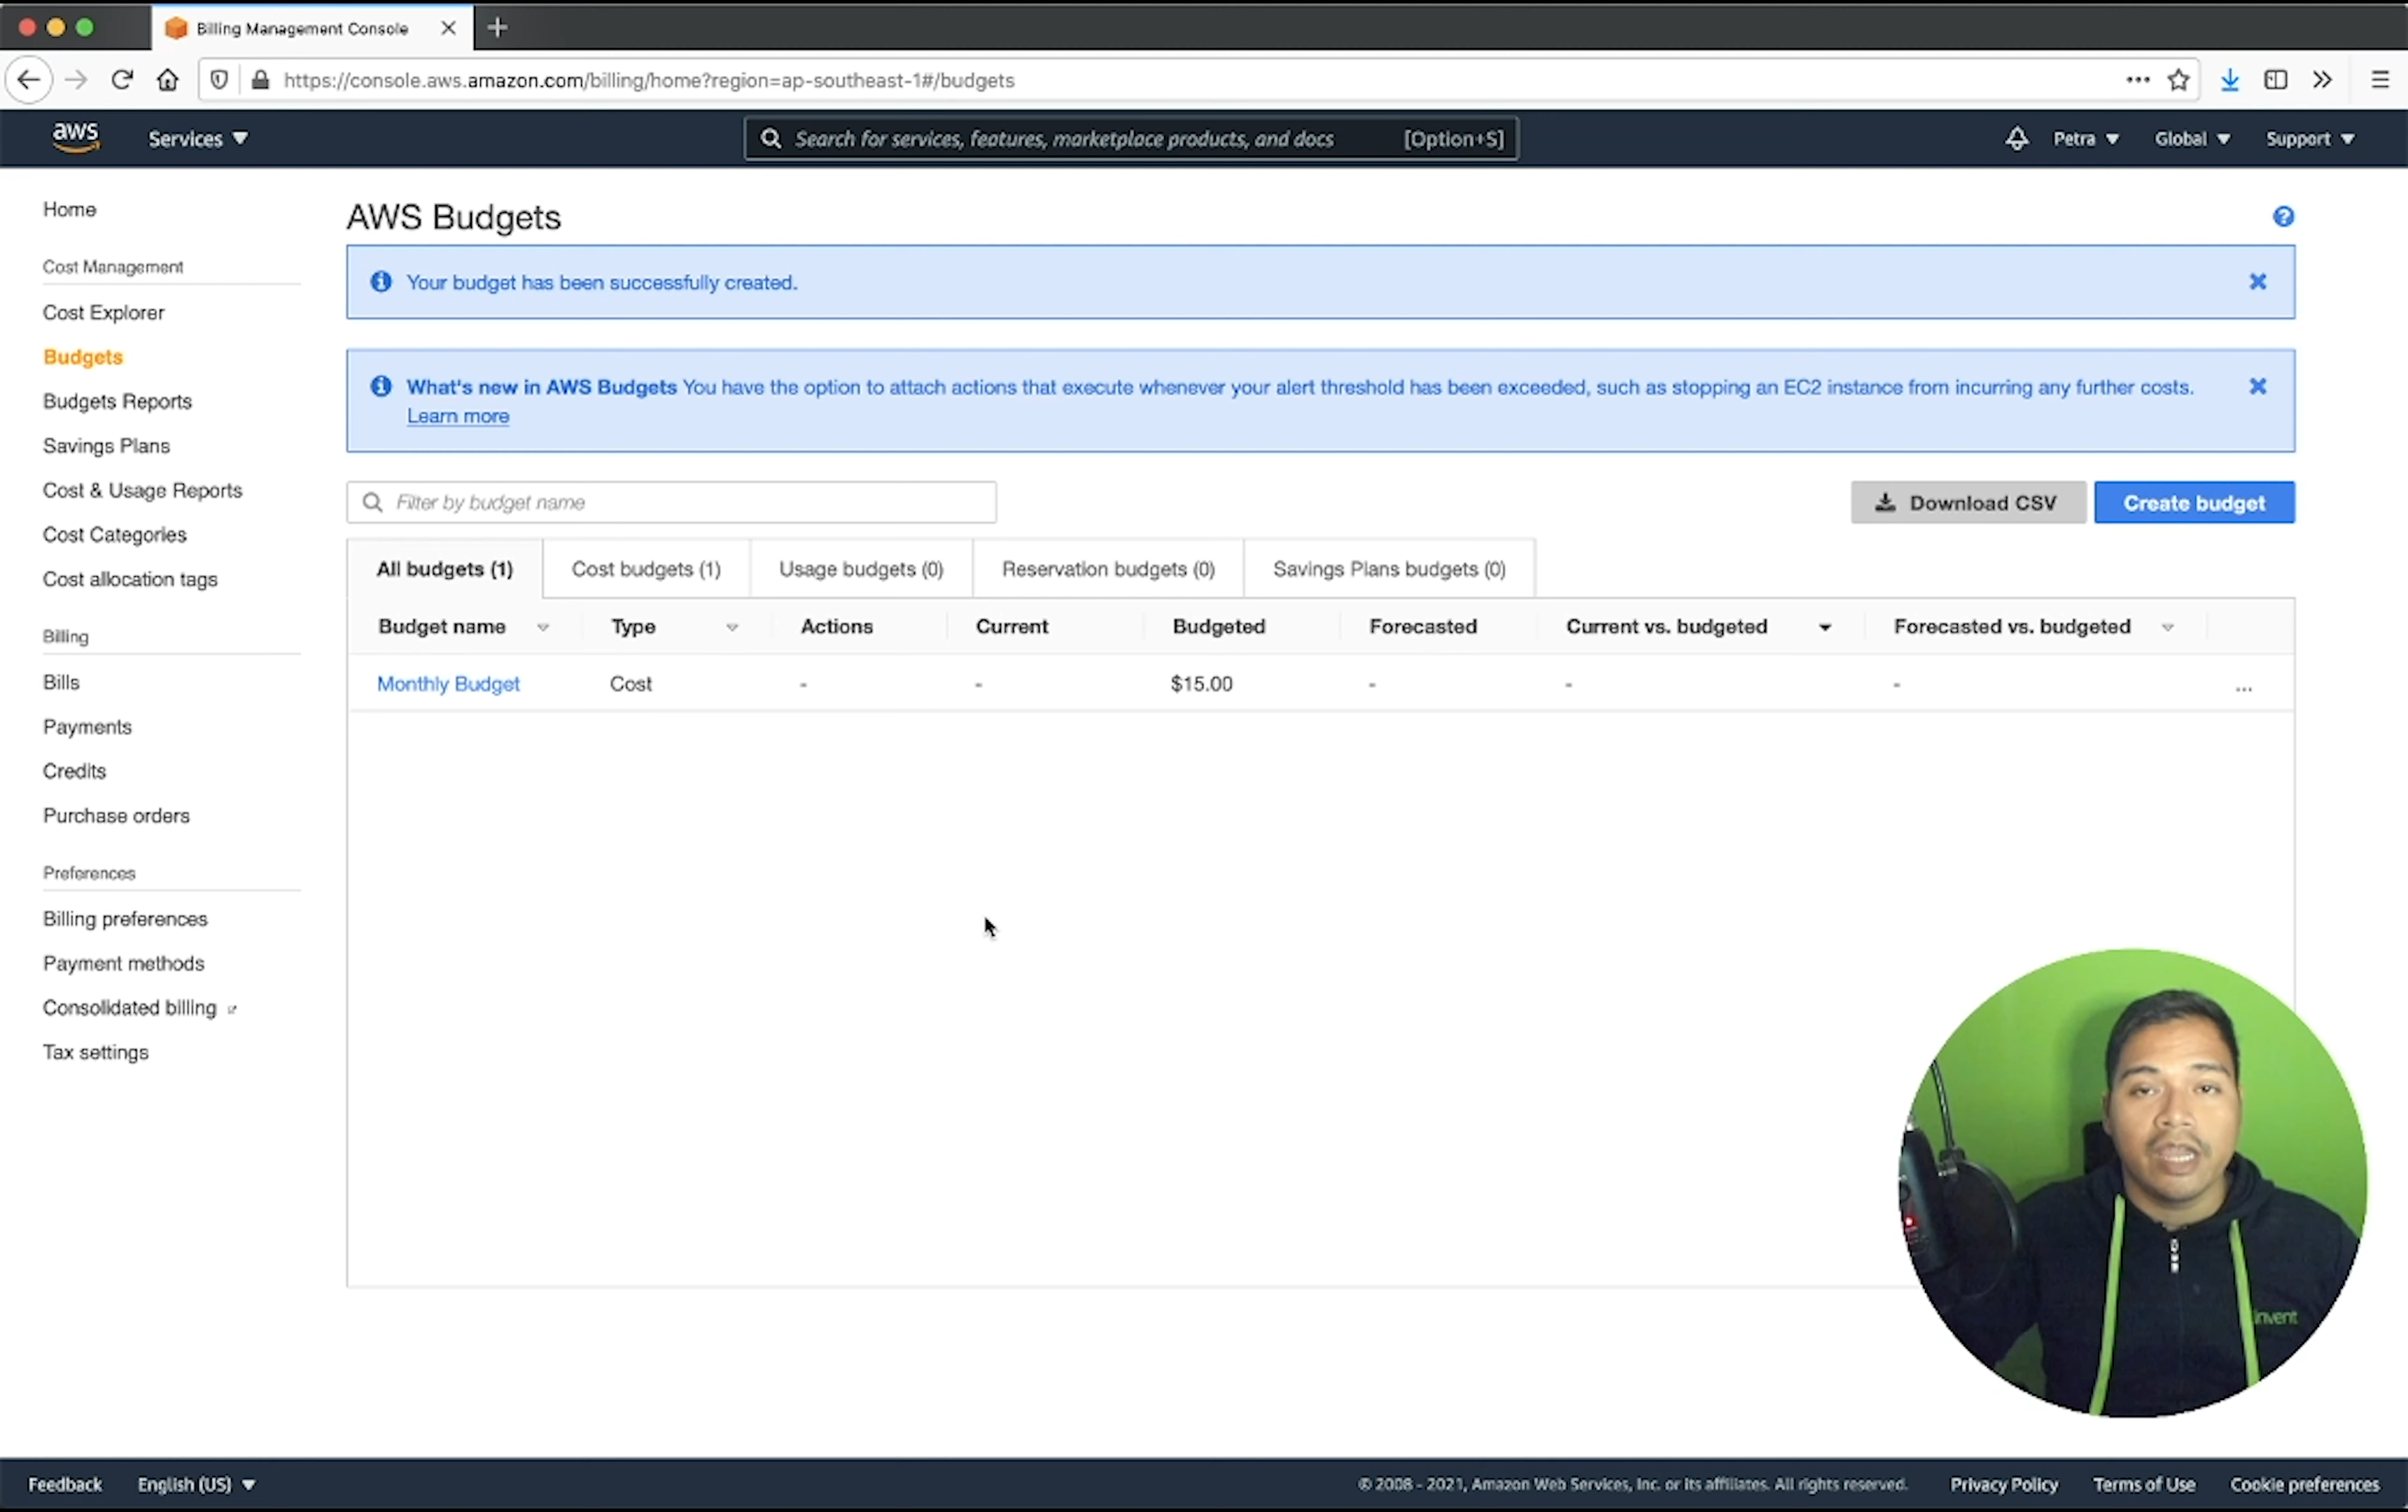 Billing Management Console
https://console.aws.amazon.com/billing/home?region=ap-southeast-1#/budgets
aws
Services
Search for services, features, marketplace products, and docs [Option+S]
Petra
Global
Support
Home
Cost Management
Cost Explorer
Budgets
Budgets Reports
Savings Plans
Cost & Usage Reports
Cost Categories
Cost allocation tags
Billing
Bills
Payments
Credits
Purchase orders
Preferences
Billing preferences
Payment methods
Consolidated billing
Tax settings
AWS Budgets
Your budget has been successfully created.
What's new in AWS Budgets You have the option to attach actions that execute whenever your alert threshold has been exceeded, such as stopping an EC2 instance from incurring any further costs.
Learn more
Filter by budget name
Download CSV
Create budget
All budgets (1) Cost budgets (1) Usage budgets (0) Reservation budgets (0) Savings Plans budgets (0)
Budget name Type Actions Current Budgeted Forecasted Current vs. budgeted Forecasted vs. budgeted
Monthly Budget Cost - - $15.00 - - - ...
Invent
Feedback English (US) © 2008 - 2021, Amazon Web Services, Inc. or its affiliates. All rights reserved. Privacy Policy Terms of Use Cookie preferences